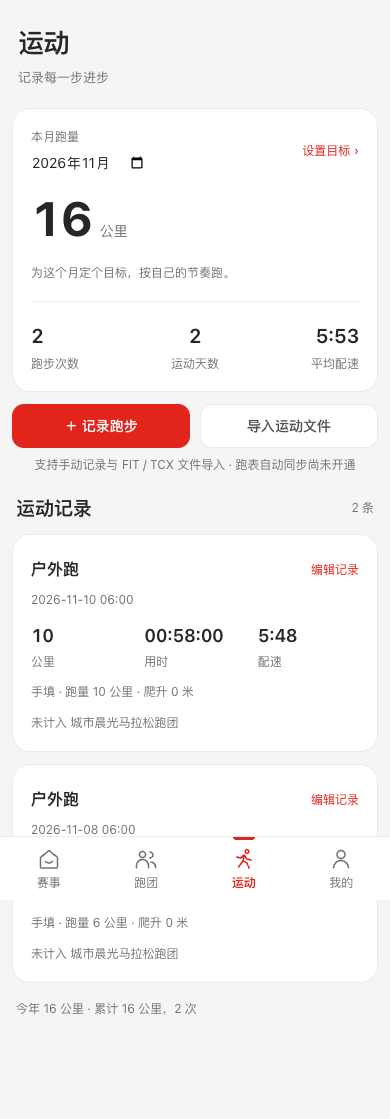 运动
记录每一步进步
本月跑量
2026年11月
设置目标 ›
16 公里
为这个月定个目标，按自己的节奏跑。
2 2 5:53
跑步次数 运动天数 平均配速
＋ 记录跑步 导入运动文件
支持手动记录与 FIT / TCX 文件导入 · 跑表自动同步尚未开通
运动记录 2 条
户外跑 编辑记录
2026-11-10 06:00
10 00:58:00 5:48
公里 用时 配速
手填 · 跑量 10 公里 · 爬升 0 米
未计入 城市晨光马拉松跑团
户外跑 编辑记录
2026-11-08 06:00
赛事 跑团 运动 我的
手填 · 跑量 6 公里 · 爬升 0 米
未计入 城市晨光马拉松跑团
今年 16 公里 · 累计 16 公里，2 次